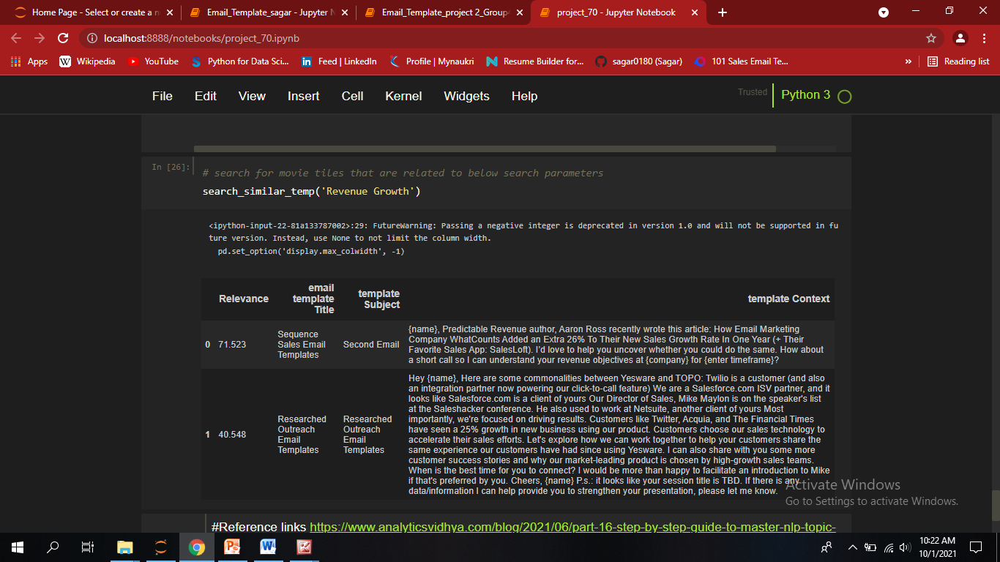 Home Page - Select or create a n
Email_Template_sagar - Jupyter N
Email_Template_project 2_Group
project_70 - Jupyter Notebook
localhost:8888/notebooks/project_70.ipynb
Apps
Wikipedia
YouTube
Python for Data Sci...
Feed | LinkedIn
Profile | Mynaukri
Resume Builder for...
sagar0180 (Sagar)
101 Sales Email Te...
»
Reading list
File
Edit
View
Insert
Cell
Kernel
Widgets
Help
Trusted
Python 3
In [26]:
# search for movie tiles that are related to below search parameters
search_similar_temp('Revenue Growth')
<ipython-input-22-81a133787002>:29: FutureWarning: Passing a negative integer is deprecated in version 1.0 and will not be supported in fu
ture version. Instead, use None to not limit the column width.
pd.set_option('display.max_colwidth', -1)
Relevance
email
template
Title
template
Subject
template Context
0
71.523
Sequence
Sales Email
Templates
Second Email
{name}, Predictable Revenue author, Aaron Ross recently wrote this article: How Email Marketing
Company WhatCounts Added an Extra 26% To Their New Sales Growth Rate In One Year (+ Their
Favorite Sales App: SalesLoft). I'd love to help you uncover whether you could do the same. How about
a short call so I can understand your revenue objectives at {company} for {enter timeframe}?
1
40.548
Researched
Outreach
Email
Templates
Researched
Outreach
Email
Templates
Hey {name}, Here are some commonalities between Yesware and TOPO: Twilio is a customer (and also
an integration partner now powering our click-to-call feature) We are a Salesforce.com ISV partner, and it
looks like Salesforce.com is a client of yours Our Director of Sales, Mike Maylon is on the speaker's list
at the Saleshacker conference. He also used to work at Netsuite, another client of yours Most
importantly, we're focused on driving results. Customers like Twitter, Acquia, and The Financial Times
have seen a 25% growth in new business using our product. Customers choose our sales technology to
accelerate their sales efforts. Let's explore how we can work together to help your customers share the
same experience our customers have had since using Yesware. I can also share with you some more
customer success stories and why our market-leading product is chosen by high-growth sales teams.
When is the best time for you to connect? I would be more than happy to facilitate an introduction to Mike
if that's preferred by you. Cheers, {name} P.s.: it looks like your session title is TBD. If there is any
data/information I can help provide you to strengthen your presentation, please let me know.
Activate Windows
Go to Settings to activate Windows.
#Reference links https://www.analyticsvidhya.com/blog/2021/06/part-16-step-by-step-guide-to-master-nlp-topic-
10:22 AM
10/1/2021